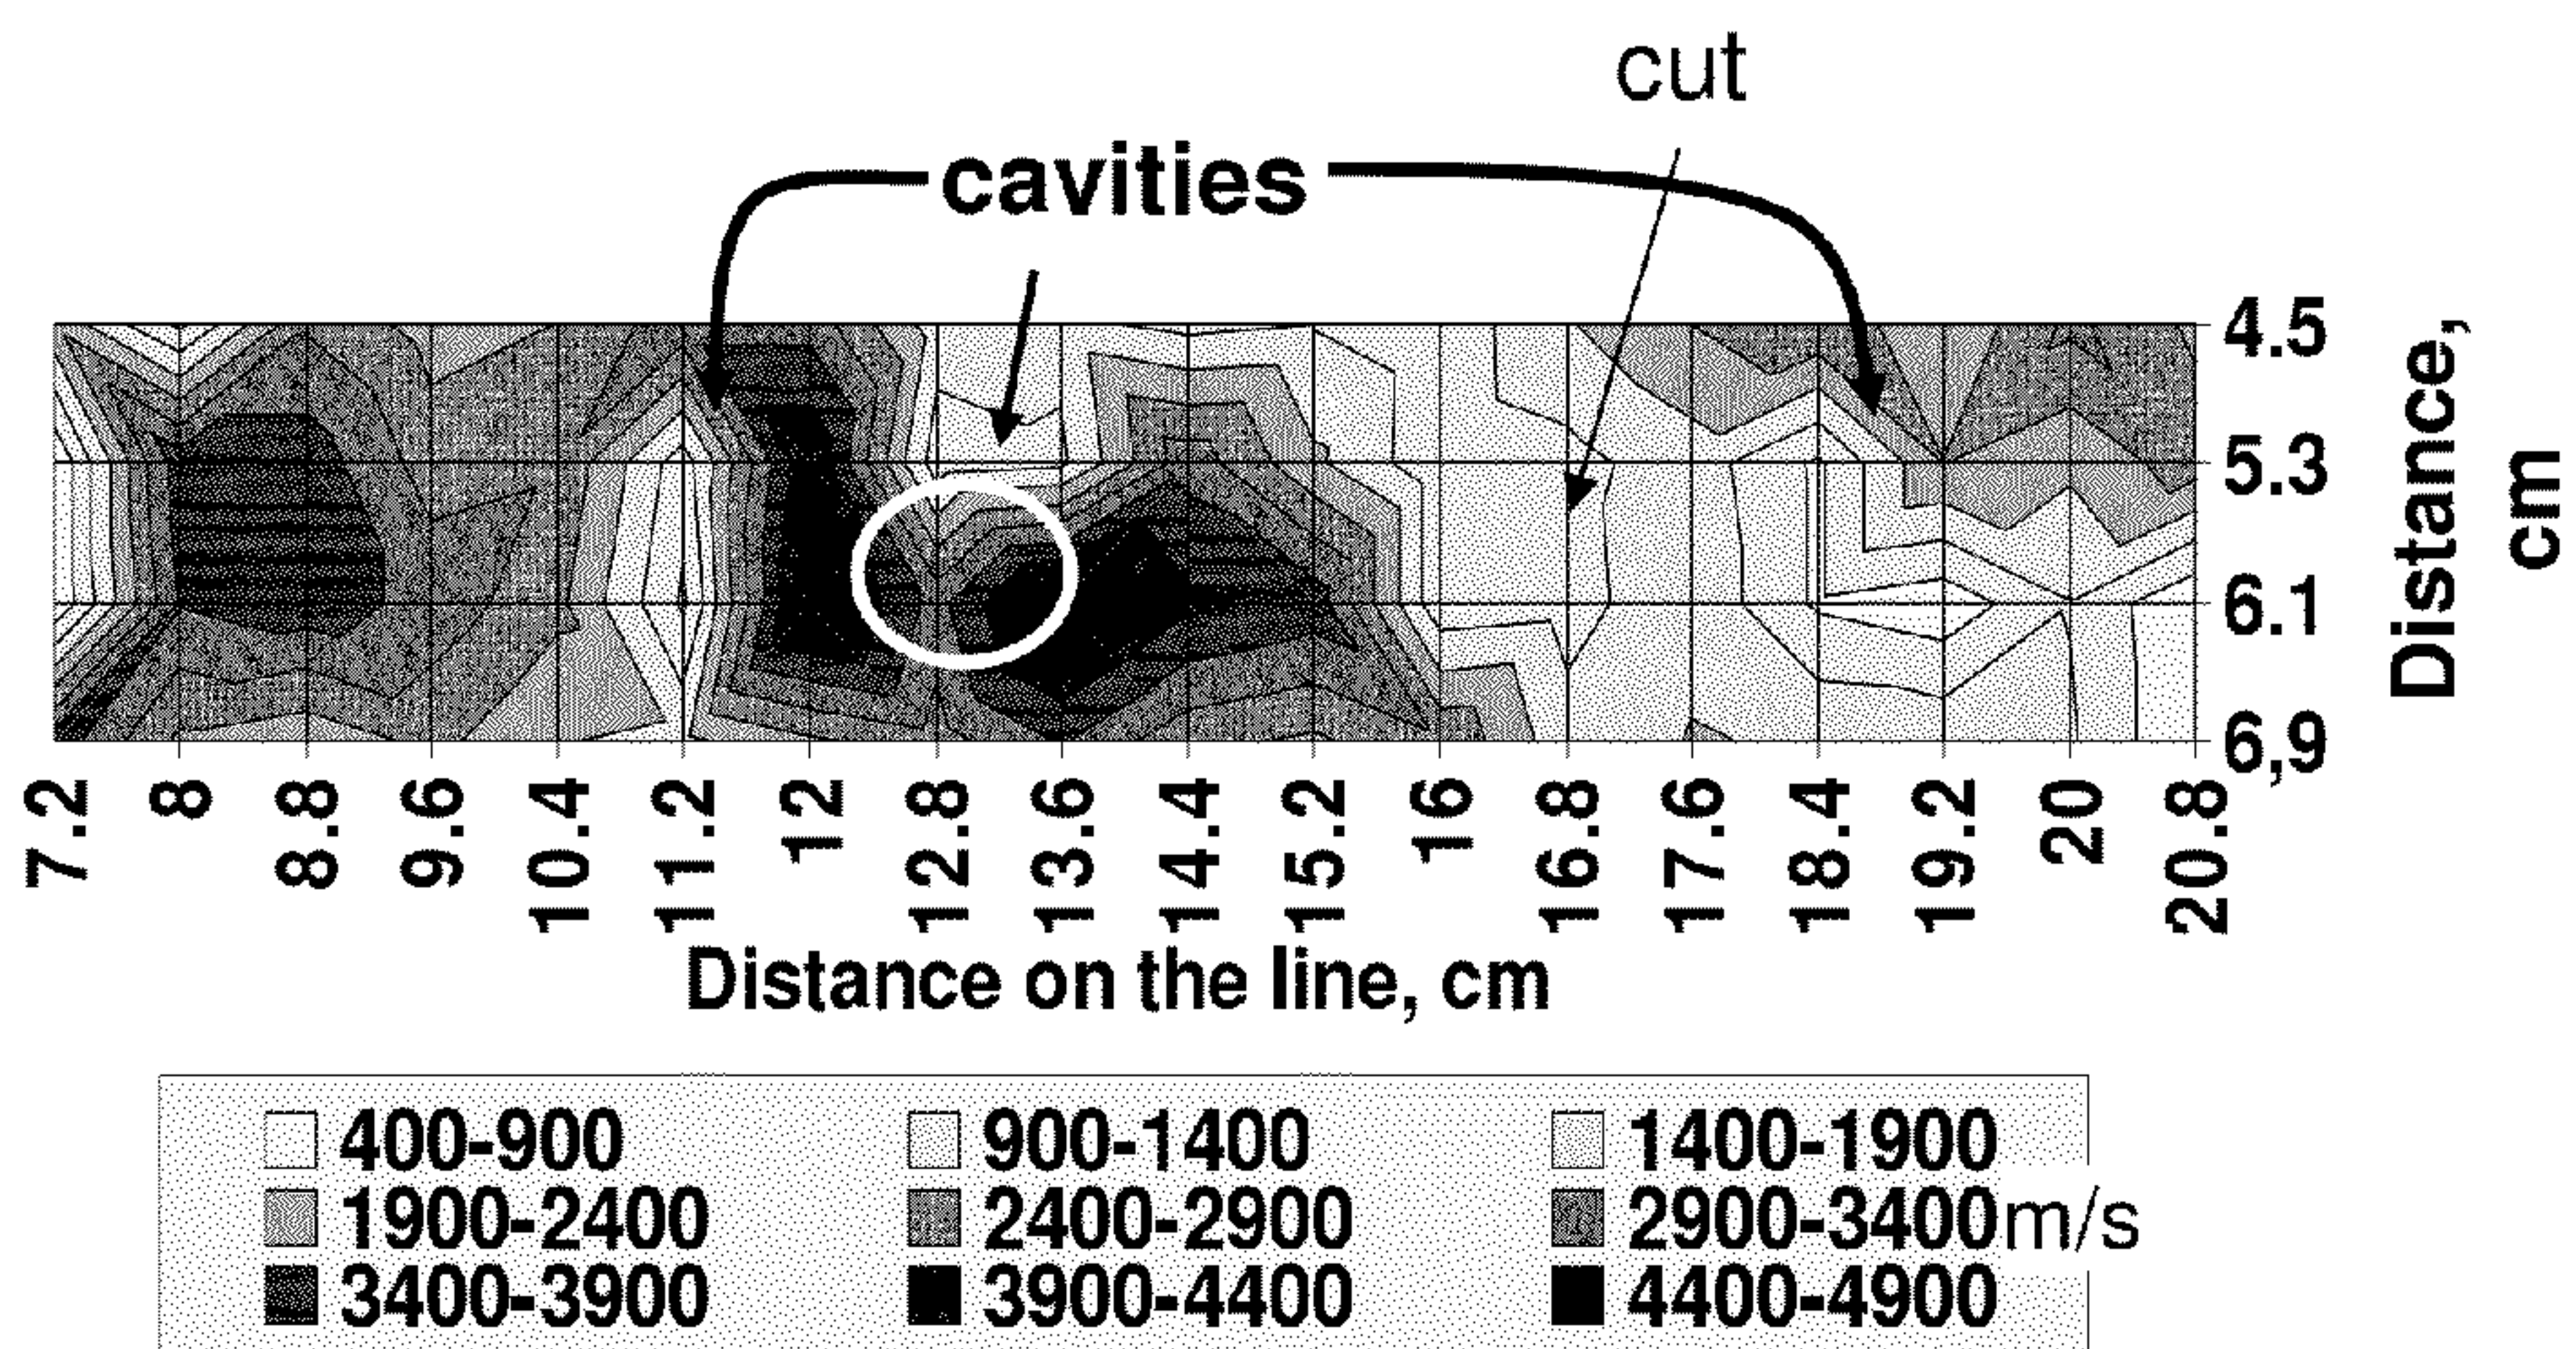 cut
cavities
4.5
5.3
6.1
6,9
Distance,
cm
7.2
8
8.8
9.6
10.4
11.2
12
12.8
13.6
14.4
15.2
16
16.8
17.6
18.4
19.2
20
20.8
Distance on the line, cm
400-900 900-1400 1400-1900
1900-2400 2400-2900 2900-3400 m/s
3400-3900 3900-4400 4400-4900